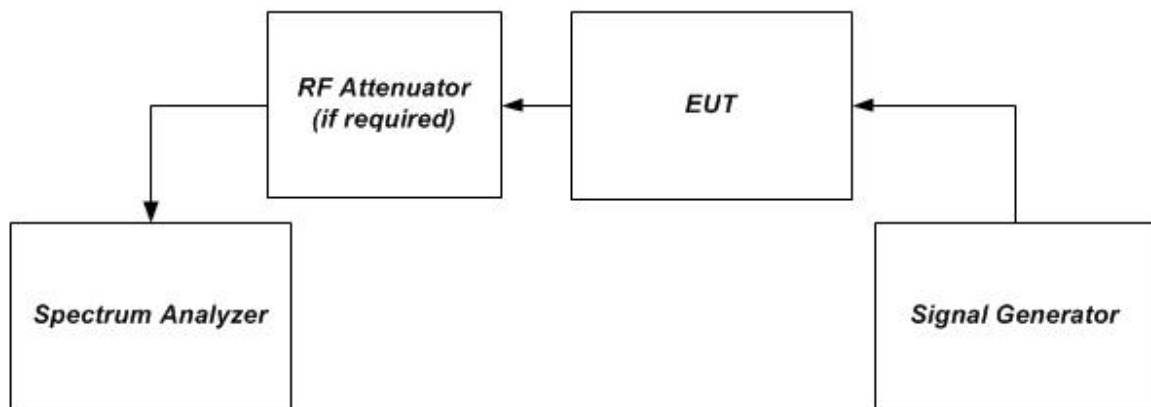 RF Attenuator
(if required)
EUT
Spectrum Analyzer
Signal Generator